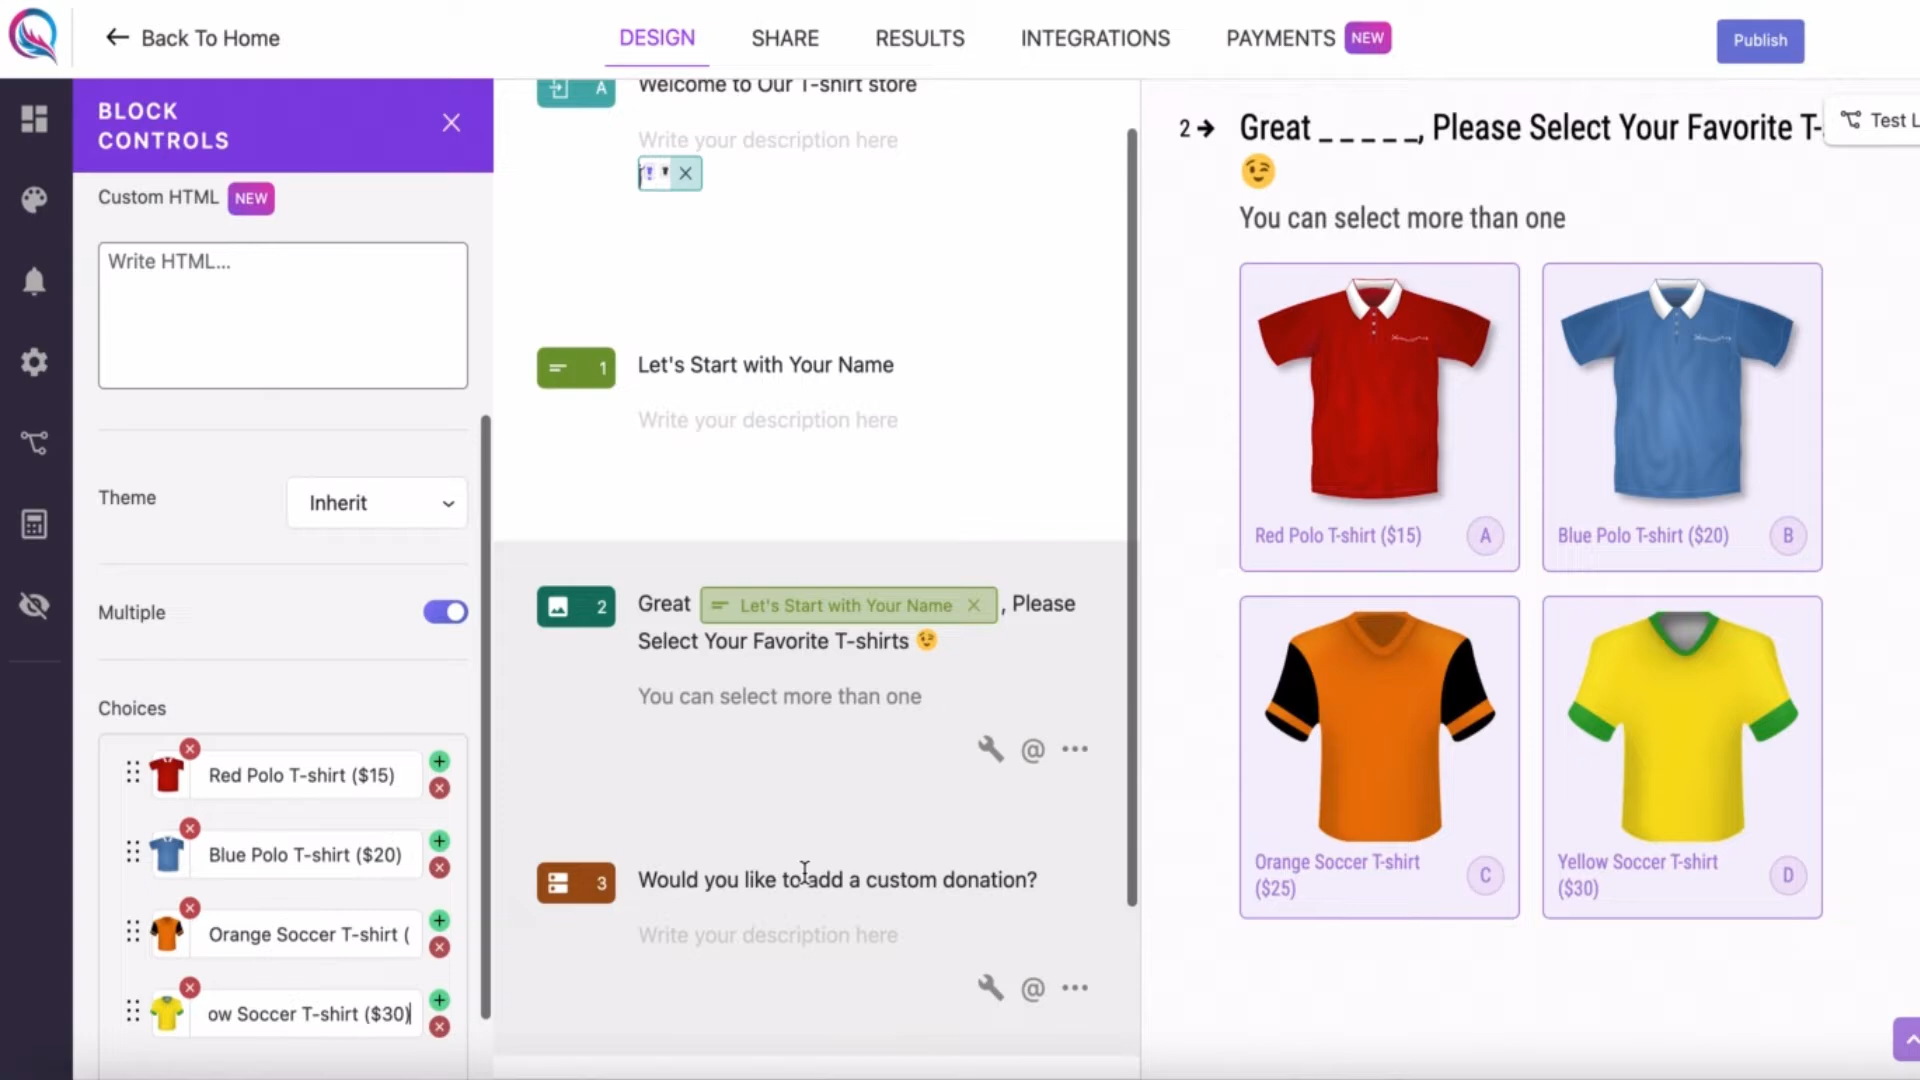 Back To Home
DESIGN
SHARE
RESULTS
INTEGRATIONS
PAYMENTS NEW
Publish
BLOCK
CONTROLS
Custom HTML NEW
Write HTML...
Theme
Inherit
Multiple
Choices
Red Polo T-shirt ($15)
Blue Polo T-shirt ($20)
Orange Soccer T-shirt (
ow Soccer T-shirt ($30)
A Welcome to Our T-shirt store
Write your description here
1 Let's Start with Your Name
Write your description here
2 Great Let's Start with Your Name , Please
Select Your Favorite T-shirts 😉
You can select more than one
@
3 Would you like to add a custom donation?
Write your description here
@
2 → Great _ _ _ _ _, Please Select Your Favorite T-
😉
Test L
You can select more than one
Red Polo T-shirt ($15) A
Blue Polo T-shirt ($20) B
Orange Soccer T-shirt
($25) C
Yellow Soccer T-shirt
($30) D